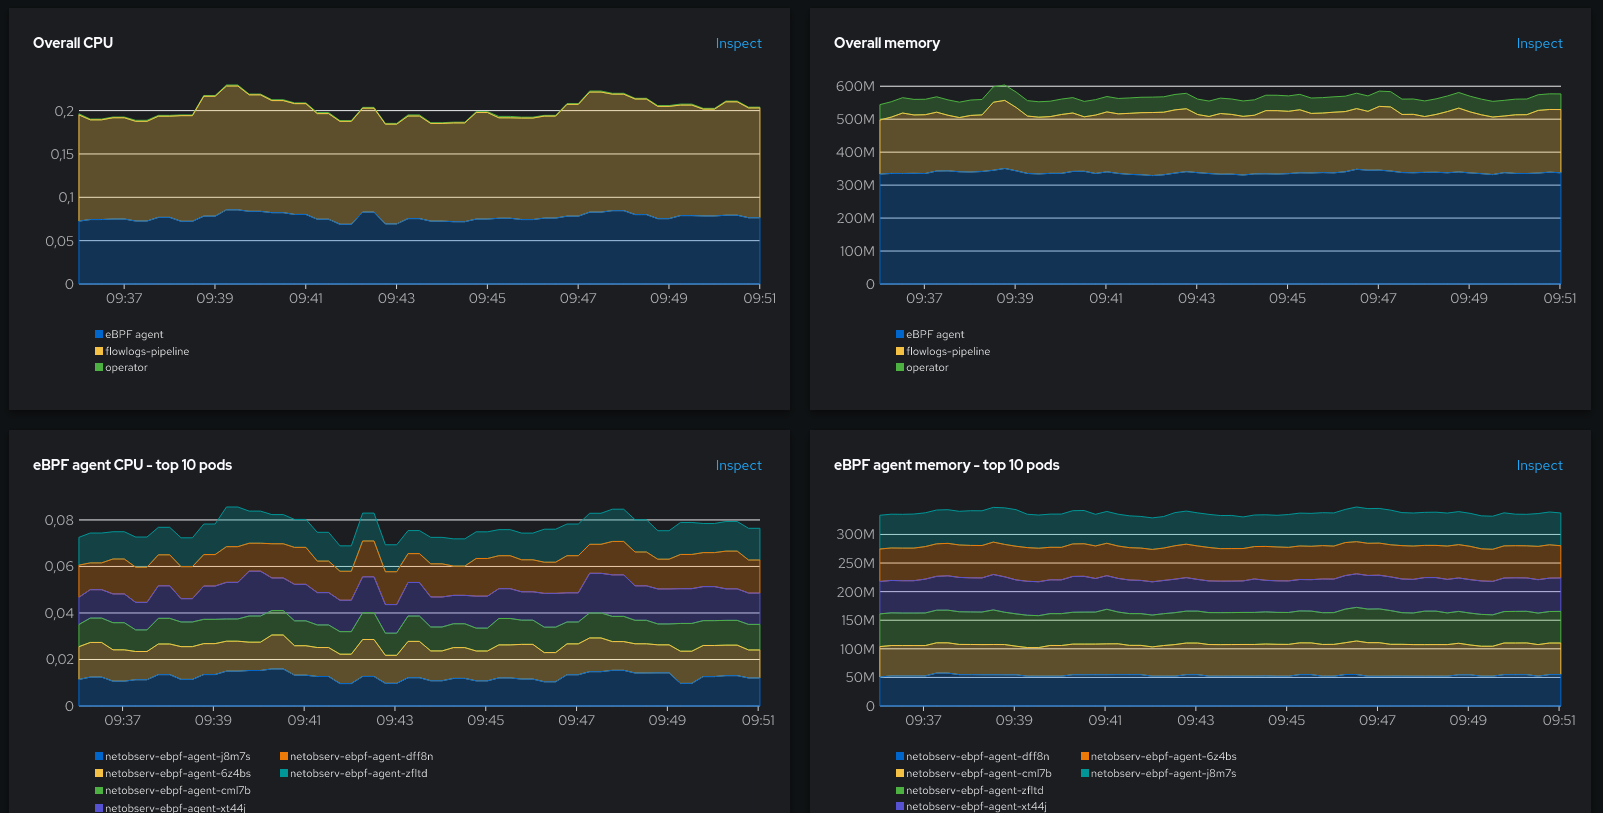 Overall CPU
Inspect
0,2
0,15
0,1
0,05
0
09:37 09:39 09:41 09:43 09:45 09:47 09:49 09:51
eBPF agent
flowlogs-pipeline
operator
Overall memory
Inspect
600M
500M
400M
300M
200M
100M
0
09:37 09:39 09:41 09:43 09:45 09:47 09:49 09:51
eBPF agent
flowlogs-pipeline
operator
eBPF agent CPU - top 10 pods
Inspect
0,08
0,06
0,04
0,02
0
09:37 09:39 09:41 09:43 09:45 09:47 09:49 09:51
netobserv-ebpf-agent-j8m7s netobserv-ebpf-agent-dff8n
netobserv-ebpf-agent-6z4bs netobserv-ebpf-agent-zfltd
netobserv-ebpf-agent-cml7b
netobserv-ebpf-agent-xt44j
eBPF agent memory - top 10 pods
Inspect
300M
250M
200M
150M
100M
50M
0
09:37 09:39 09:41 09:43 09:45 09:47 09:49 09:51
netobserv-ebpf-agent-dff8n netobserv-ebpf-agent-6z4bs
netobserv-ebpf-agent-cml7b netobserv-ebpf-agent-j8m7s
netobserv-ebpf-agent-zfltd
netobserv-ebpf-agent-xt44j